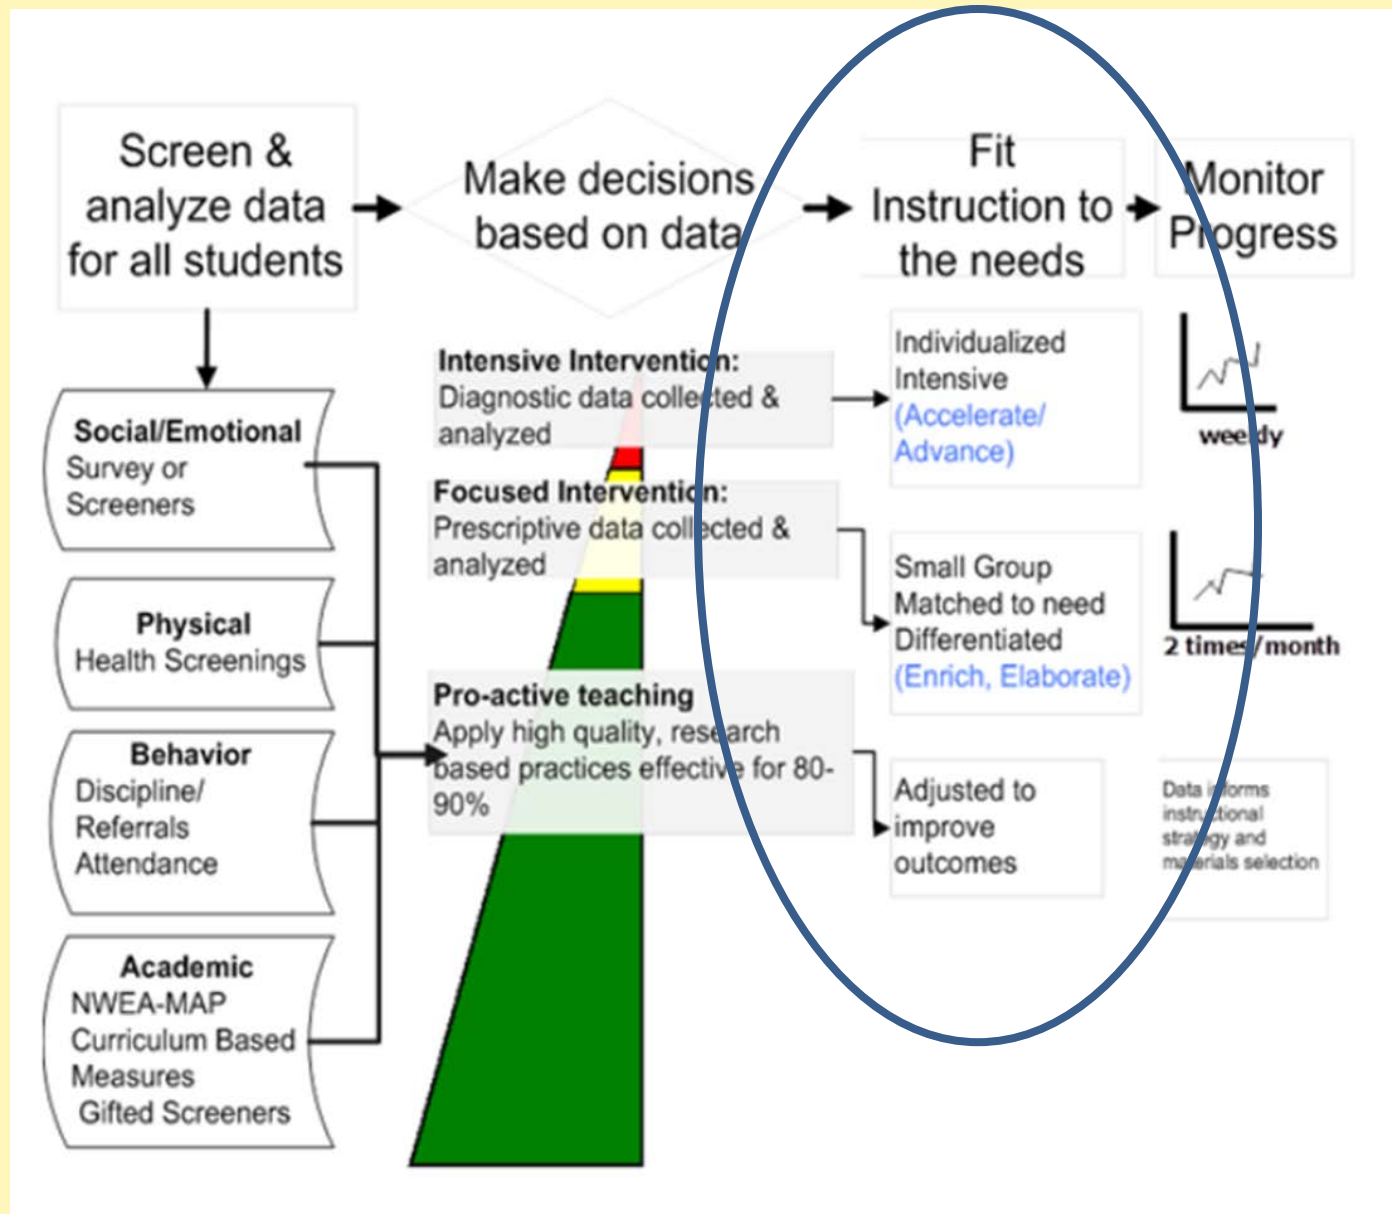 Screen &
analyze data
for all students
Make decisions
based on data
Fit
Instruction to
the needs
Monitor
Progress
Social/Emotional
Survey or
Screeners
Physical
Health Screenings
Behavior
Discipline/
Referrals
Attendance
Academic
NWEA-MAP
Curriculum Based
Measures
Gifted Screeners
Intensive Intervention:
Diagnostic data collected &
analyzed
Focused Intervention:
Prescriptive data collected &
analyzed
Pro-active teaching
Apply high quality, research
based practices effective for 80-
90%
Individualized
Intensive
(Accelerate/
Advance)
Small Group
Matched to need
Differentiated
(Enrich, Elaborate)
Adjusted to
improve
outcomes
weekly
2 times/month
Data informs
instructional
strategy and
materials selection